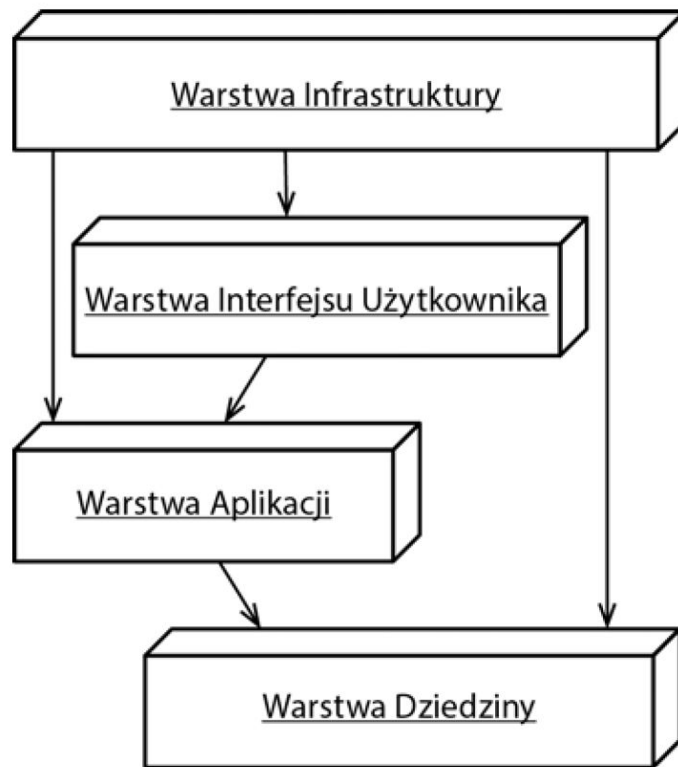 Warstwa Infrastruktury
Warstwa Interfejsu Użytkownika
Warstwa Aplikacji
Warstwa Dziedziny